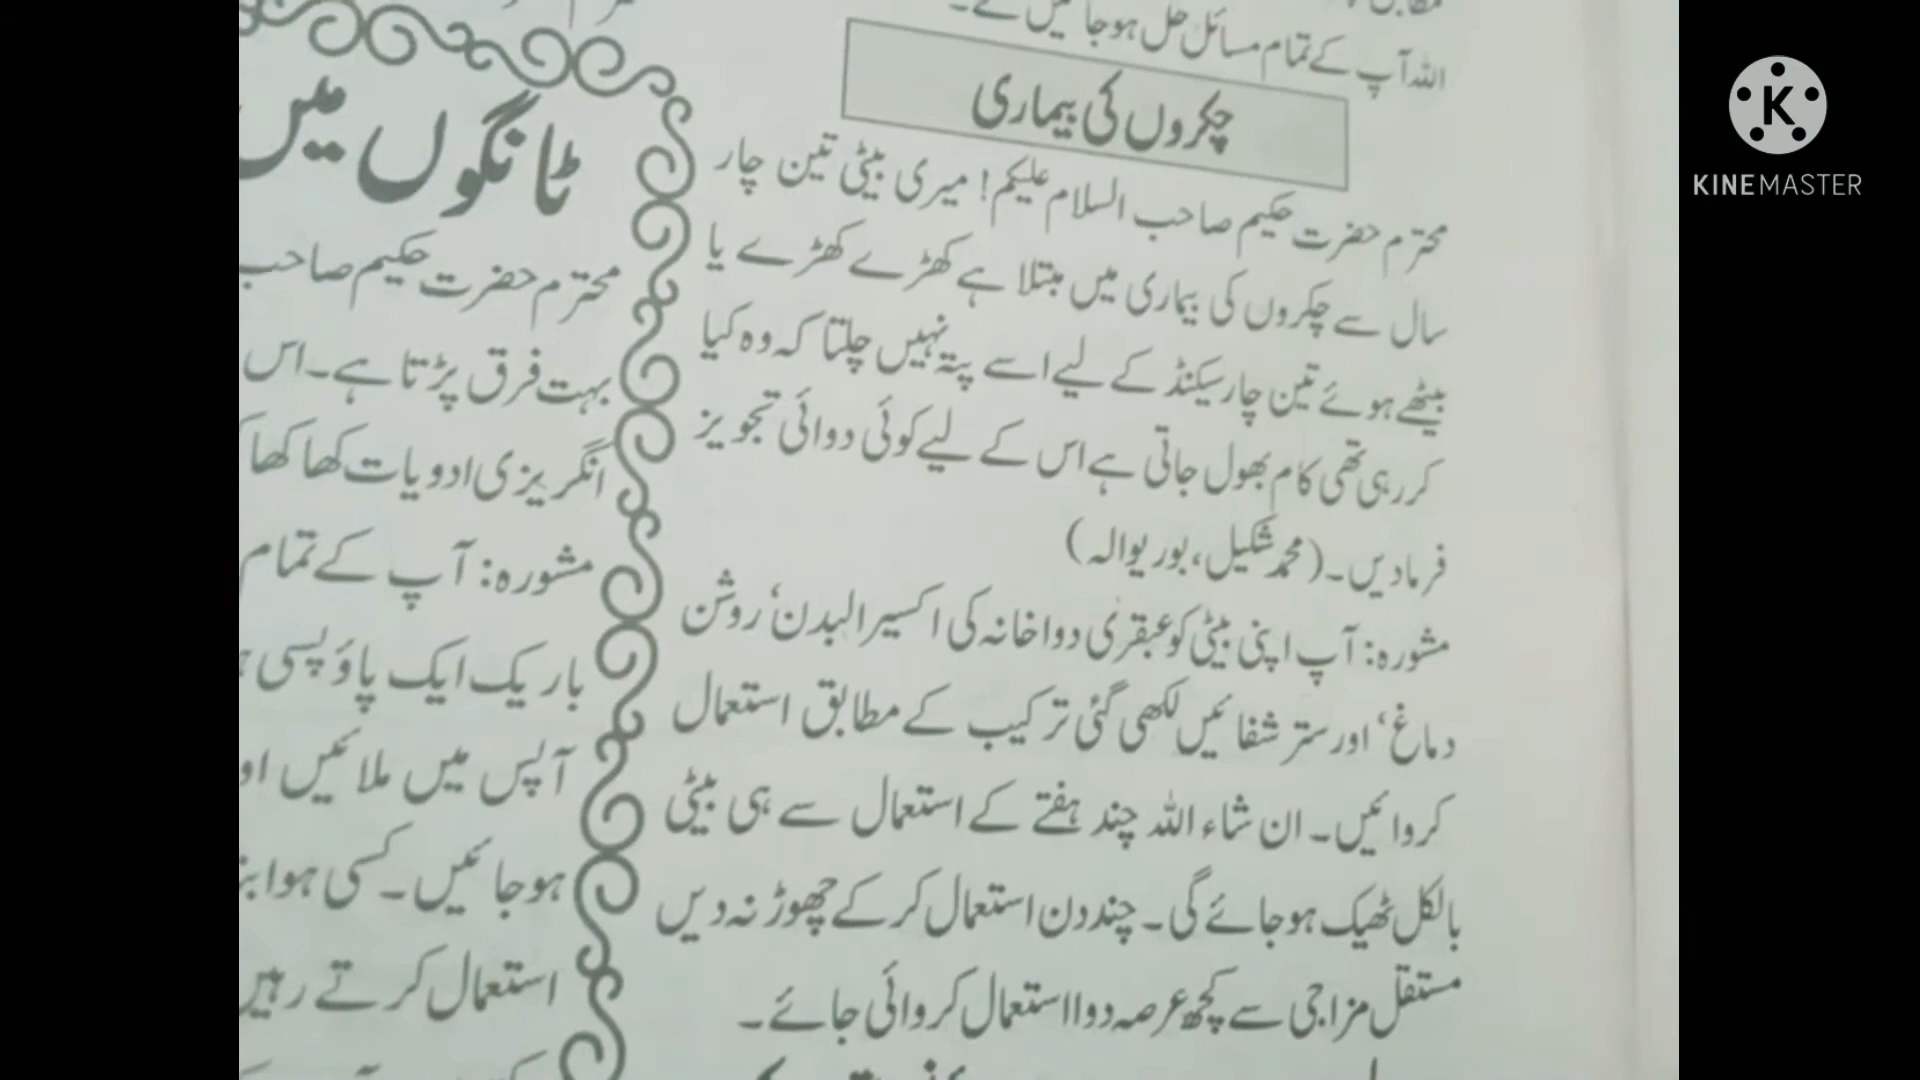 اللہ آپ کے تمام مسائل حل ہوجائیں گے۔
چکروں کی بیماری
محترم حضرت حکیم صاحب السلام علیکم! میری بیٹی تین چار
سال سے چکروں کی بیماری میں مبتلا ہے کھڑے کھڑے یا
بیٹھے ہوئے تین چار سیکنڈ کے لیے اسے پتہ نہیں چلتا کہ وہ کیا
کر رہی تھی کام بھول جاتی ہے اس کے لیے کوئی دوائی تجویز
فرمادیں۔ (محمد شکیل، بوریوالہ)
مشورہ: آپ اپنی بیٹی کو عبقری دواخانہ کی اکسیر البدن‘ روشن
دماغ‘ اور ستر شفائیں لکھی گئی ترکیب کے مطابق استعمال
کروائیں۔ ان شاء اللہ چند ہفتے کے استعمال سے ہی بیٹی
بالکل ٹھیک ہوجائے گی۔ چند دن استعمال کرکے چھوڑ نہ دیں
مستقل مزاجی سے کچھ عرصہ دوا استعمال کروائی جائے۔
ٹانگوں میں
محترم حضرت حکیم صاحب
بہت فرق پڑتا ہے۔ اس
انگریزی ادویات کھا کھا
مشورہ: آپ کے تمام
باریک ایک پاؤ پسی
آپس میں ملائیں او
ہوجائیں۔ کسی ہوا
استعمال کرتے رہیں
KINEMASTER